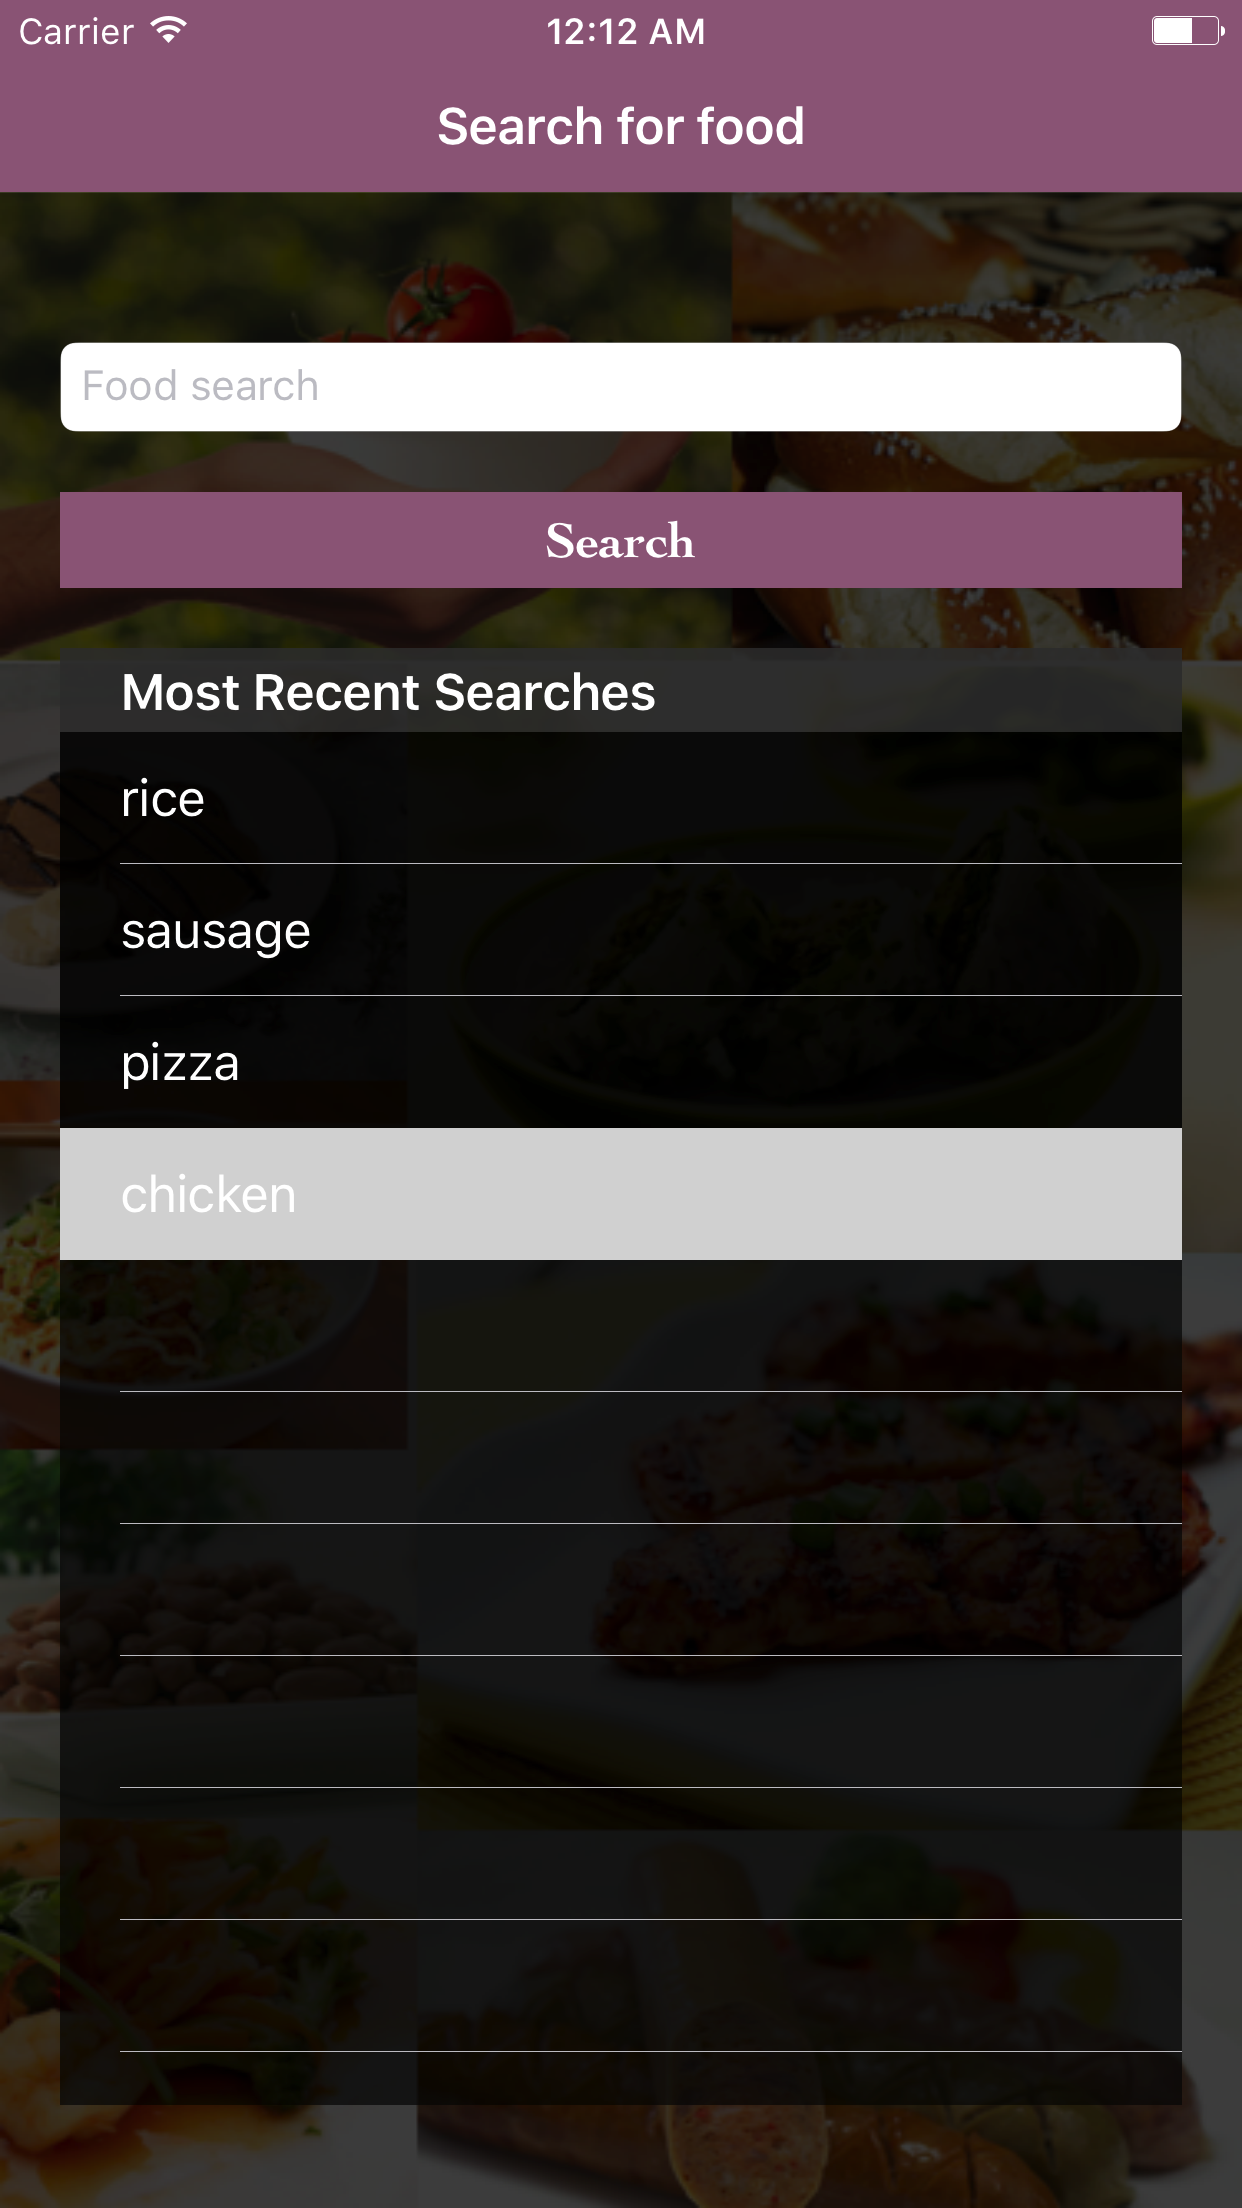 Carrier 12:12 AM
Search for food
Food search
Search
Most Recent Searches
rice
sausage
pizza
chicken